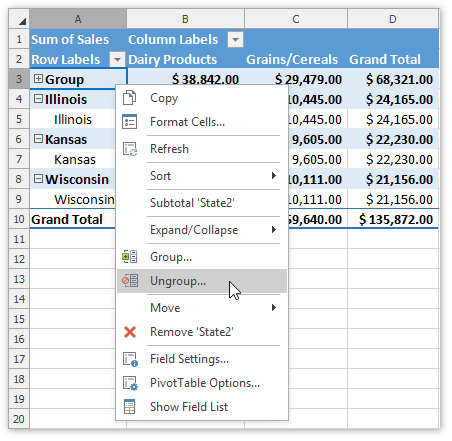 A B C D
1 Sum of Sales Column Labels
2 Row Labels Dairy Products Grains/Cereals Grand Total
3 Group $ 38,842.00 $ 29,479.00 $ 68,321.00
4 Illinois 10,445.00 $ 24,165.00
5 Illinois 10,445.00 $ 24,165.00
6 Kansas 9,605.00 $ 22,230.00
7 Kansas 9,605.00 $ 22,230.00
8 Wisconsin 10,111.00 $ 21,156.00
9 Wisconsin 10,111.00 $ 21,156.00
10 Grand Total 59,640.00 $ 135,872.00
11
12
13
14
15
16
17
18
19
20
Copy
Format Cells...
Refresh
Sort
Subtotal 'State2'
Expand/Collapse
Group...
Ungroup...
Move
Remove 'State2'
Field Settings...
PivotTable Options...
Show Field List